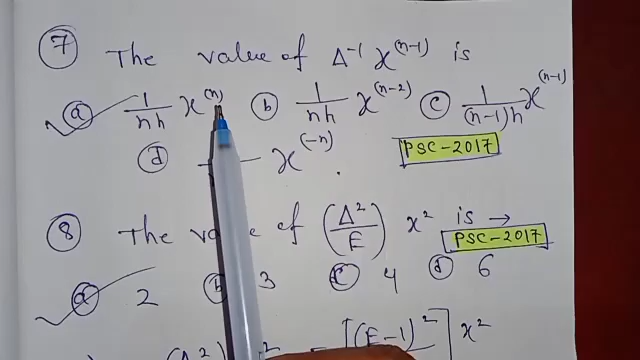 ⑦ The value of Δ⁻¹ x⁽ⁿ⁻¹⁾ is
ⓐ 1/nh x⁽ⁿ⁾ ⓑ 1/nh x⁽ⁿ⁻²⁾ ⓒ 1/(n-1)h x⁽ⁿ⁻¹⁾
ⓓ x⁽⁻ⁿ⁾ . PSC-2017
⑧ The of (Δ²/E) x² is →
PSC-2017
ⓐ 2 3 ⓒ 4 ⓓ 6
(Δ²) = [(E-1)²] x²